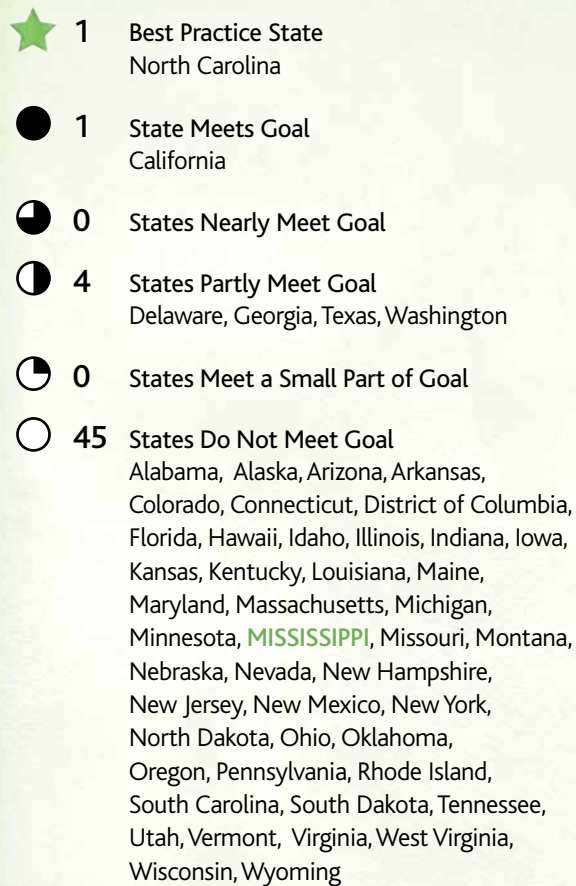 1 Best Practice State
North Carolina
1 State Meets Goal
California
0 States Nearly Meet Goal
4 States Partly Meet Goal
Delaware, Georgia, Texas, Washington
0 States Meet a Small Part of Goal
45 States Do Not Meet Goal
Alabama, Alaska, Arizona, Arkansas,
Colorado, Connecticut, District of Columbia,
Florida, Hawaii, Idaho, Illinois, Indiana, Iowa,
Kansas, Kentucky, Louisiana, Maine,
Maryland, Massachusetts, Michigan,
Minnesota, MISSISSIPPI, Missouri, Montana,
Nebraska, Nevada, New Hampshire,
New Jersey, New Mexico, New York,
North Dakota, Ohio, Oklahoma,
Oregon, Pennsylvania, Rhode Island,
South Carolina, South Dakota, Tennessee,
Utah, Vermont, Virginia, West Virginia,
Wisconsin, Wyoming